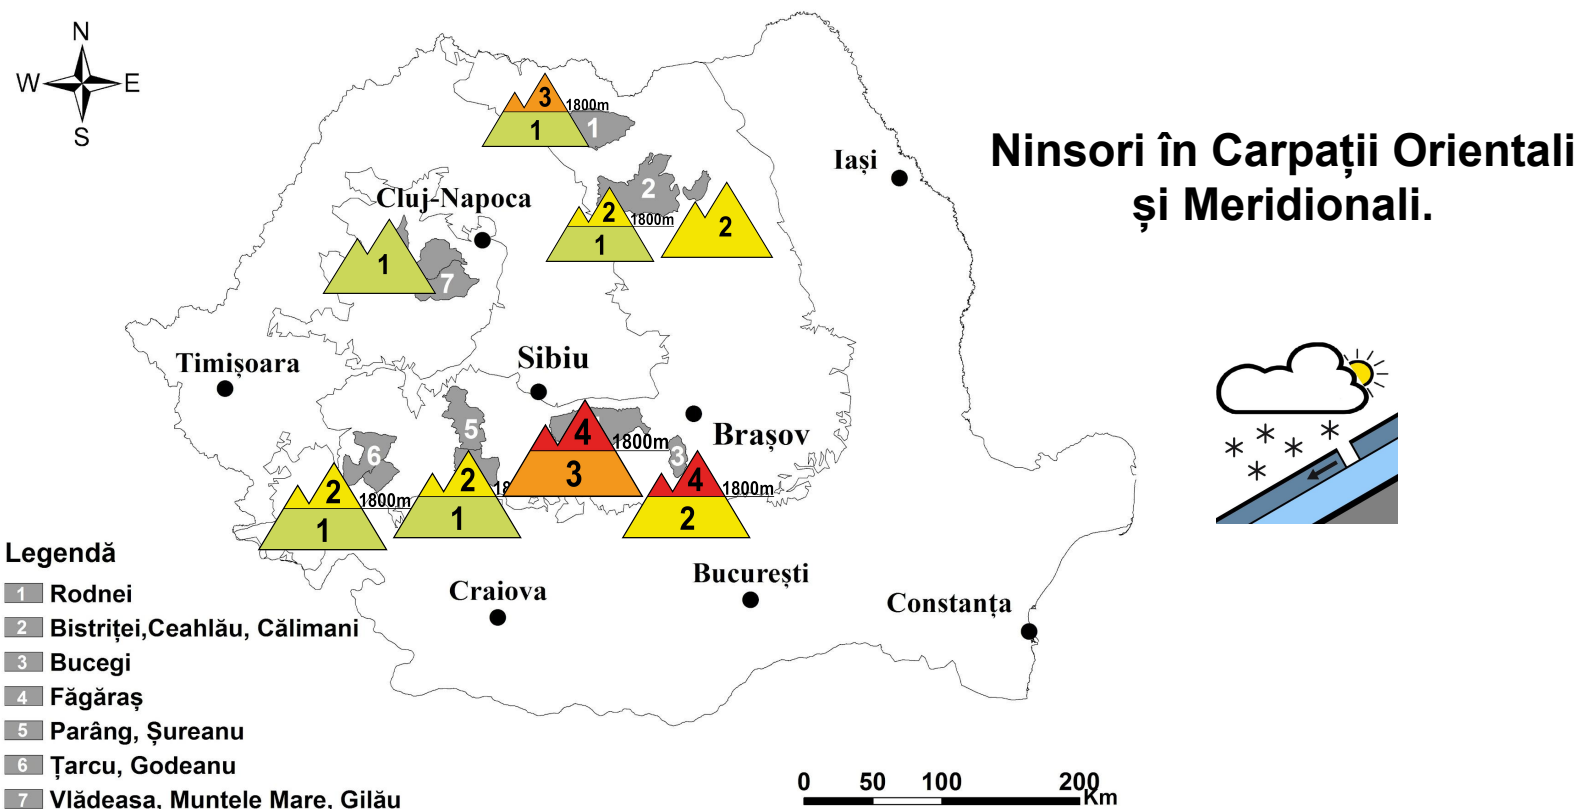 N
W E
S
Ninsori în Carpații Orientali
și Meridionali.
3
1800m
1
1
Iași
Cluj-Napoca
2
2
1800m
1
2
1
7
Timișoara
Sibiu
Brașov
5
6
4
1800m
3
3
4
1800m
2
2
1800m
1
2
18
1
Craiova
București
Constanța
Legendă
1 Rodnei
2 Bistriței,Ceahlău, Călimani
3 Bucegi
4 Făgăraș
5 Parâng, Șureanu
6 Țarcu, Godeanu
7 Vlădeasa, Muntele Mare, Gilău
0 50 100 200
Km